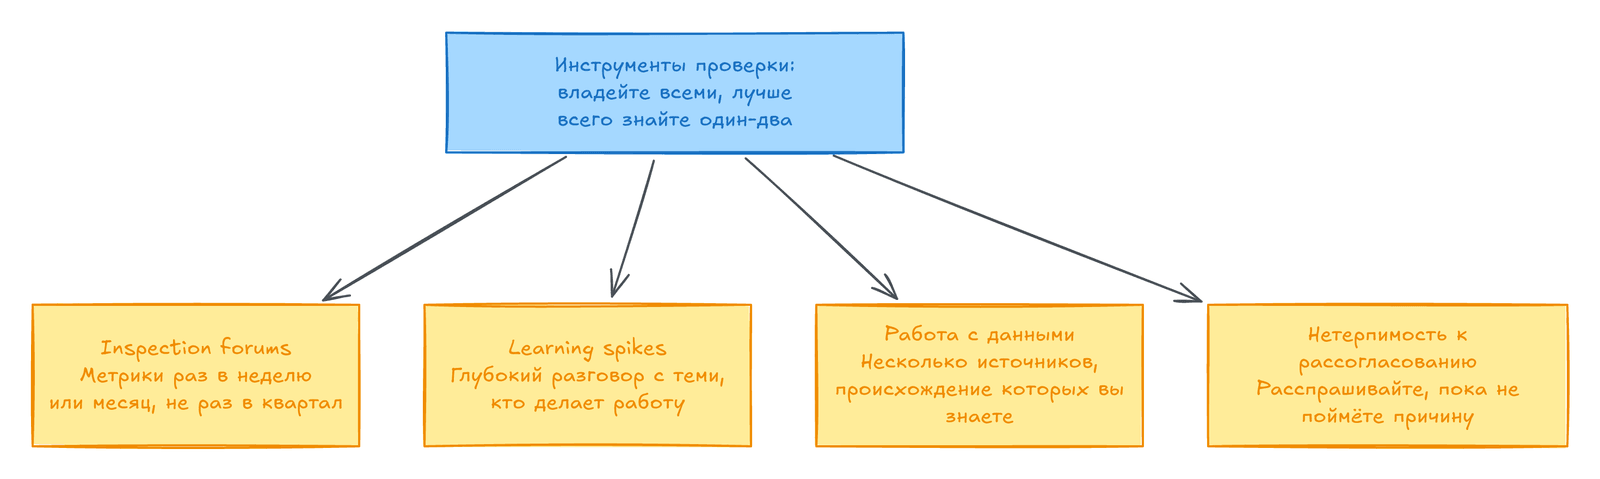 Инструменты проверки:
владейте всеми, лучше
всего знайте один-два
Inspection forums
Метрики раз в неделю
или месяц, не раз в квартал
Learning spikes
Глубокий разговор с теми,
кто делает работу
Работа с данными
Несколько источников,
происхождение которых вы
знаете
Нетерпимость к
рассогласованию
Расспрашивайте, пока не
поймёте причину